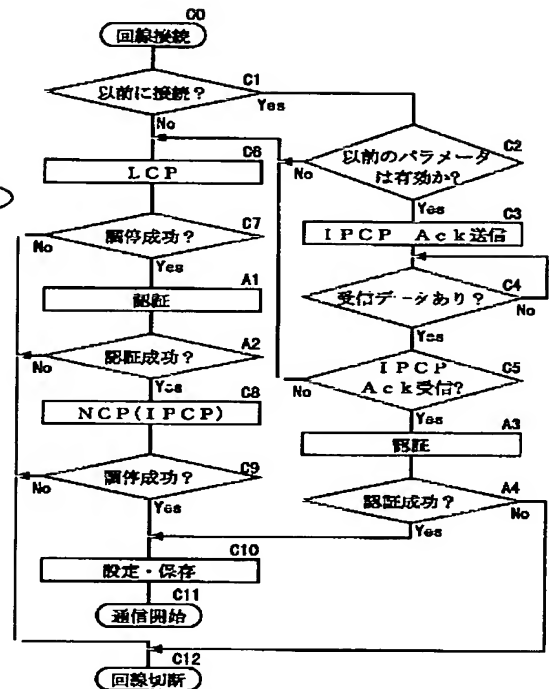 C0
回線接続
C1
以前に接続？
Yes
No
C2
以前のパラメータ
は有効か？
No
Yes
C6
LCP
C3
IPCP Ack送信
C7
調停成功？
No
Yes
C4
受信データあり？
No
Yes
A1
認証
A2
認証成功？
No
Yes
C5
IPCP
Ack受信？
No
Yes
C8
NCP(IPCP)
A3
認証
C9
調停成功？
No
Yes
A4
認証成功？
No
Yes
C10
設定・保存
C11
通信開始
C12
回線切断